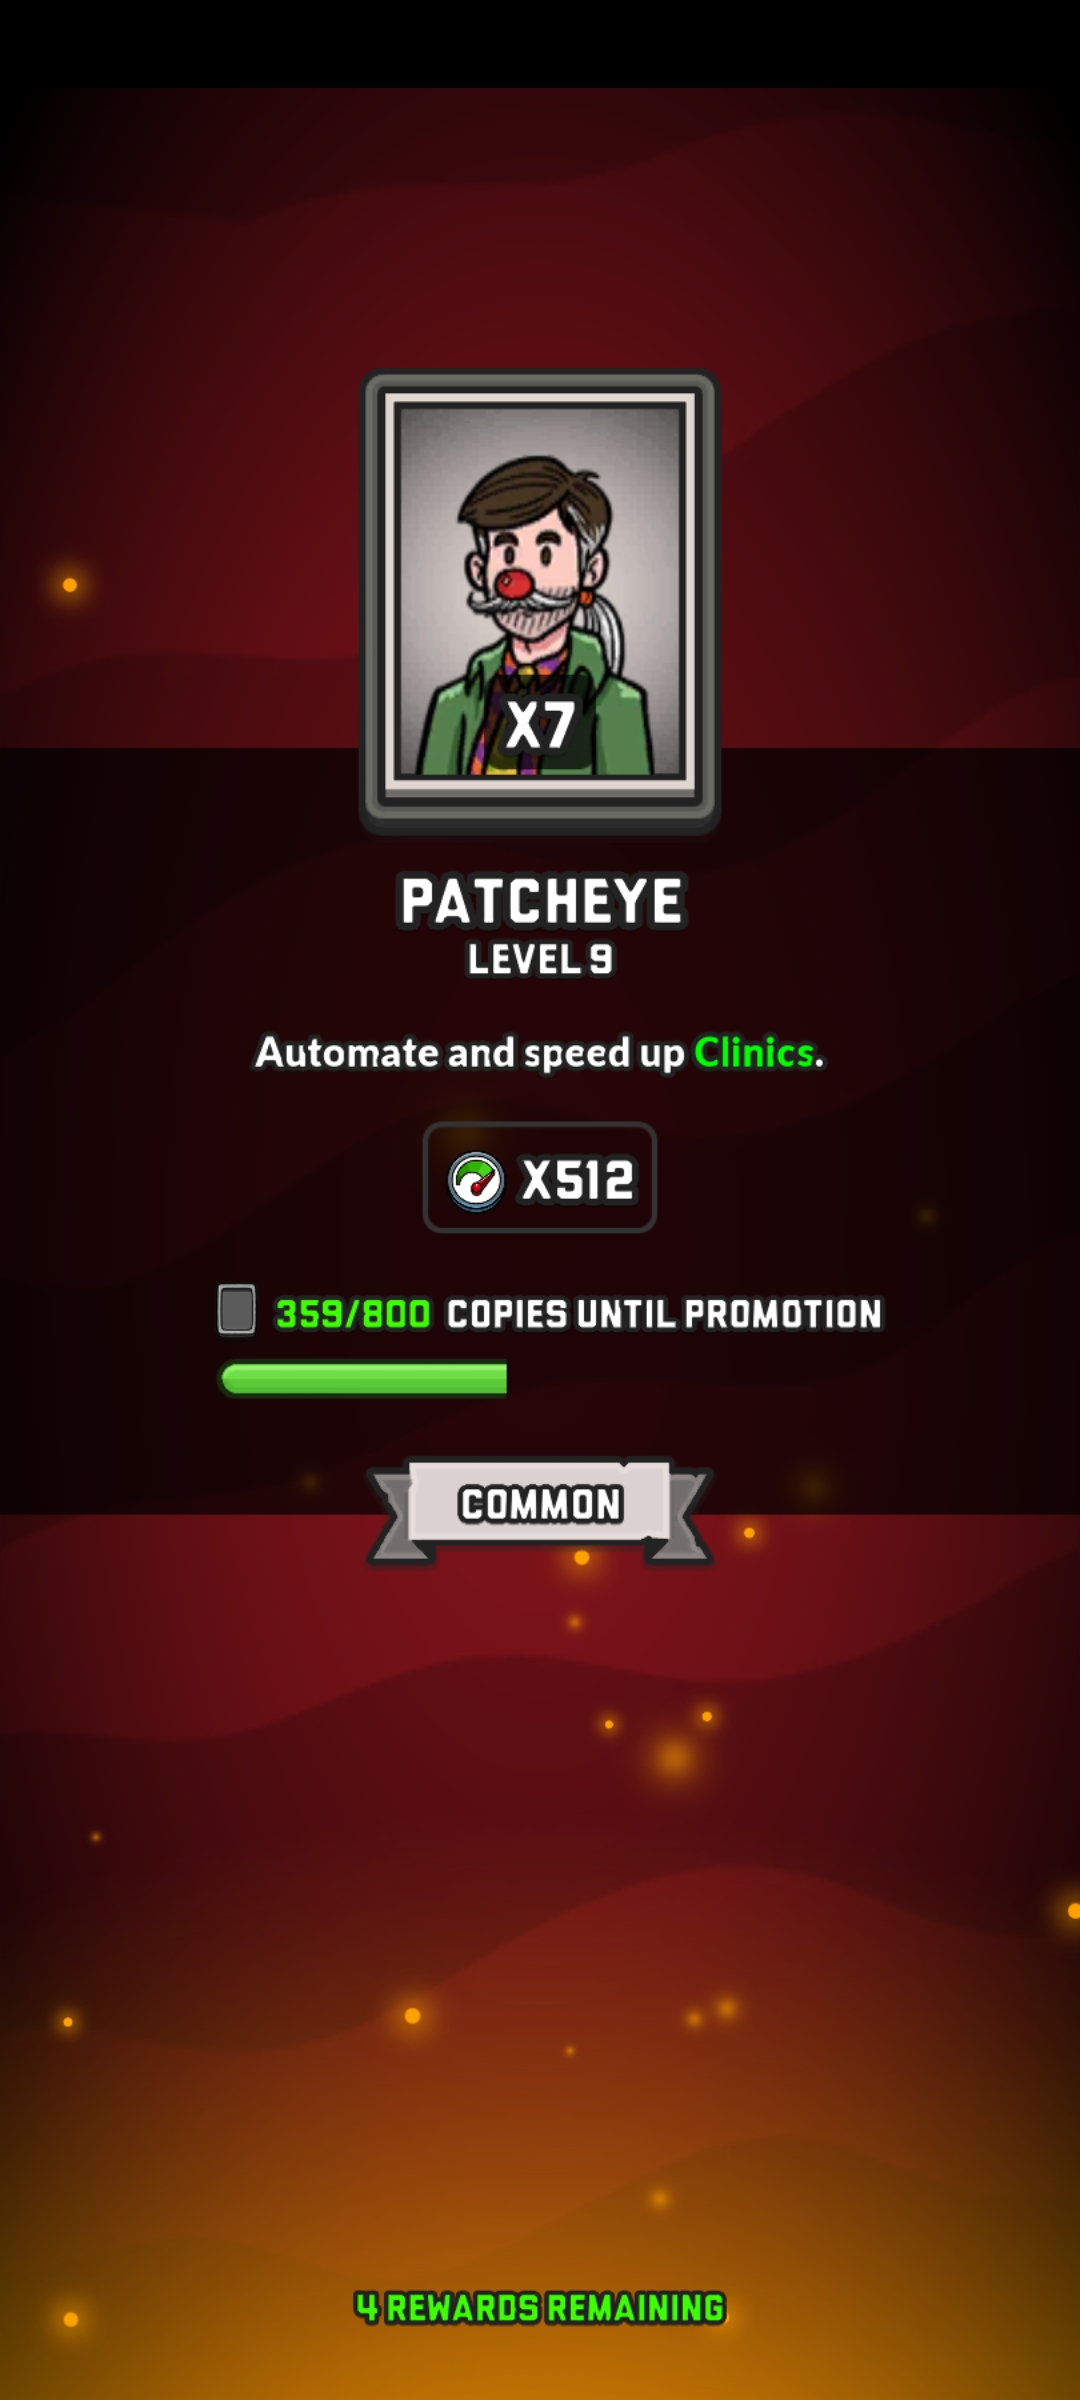 X7
PATCHEYE
LEVEL 9
Automate and speed up Clinics.
X512
359/800 COPIES UNTIL PROMOTION
COMMON
4 REWARDS REMAINING